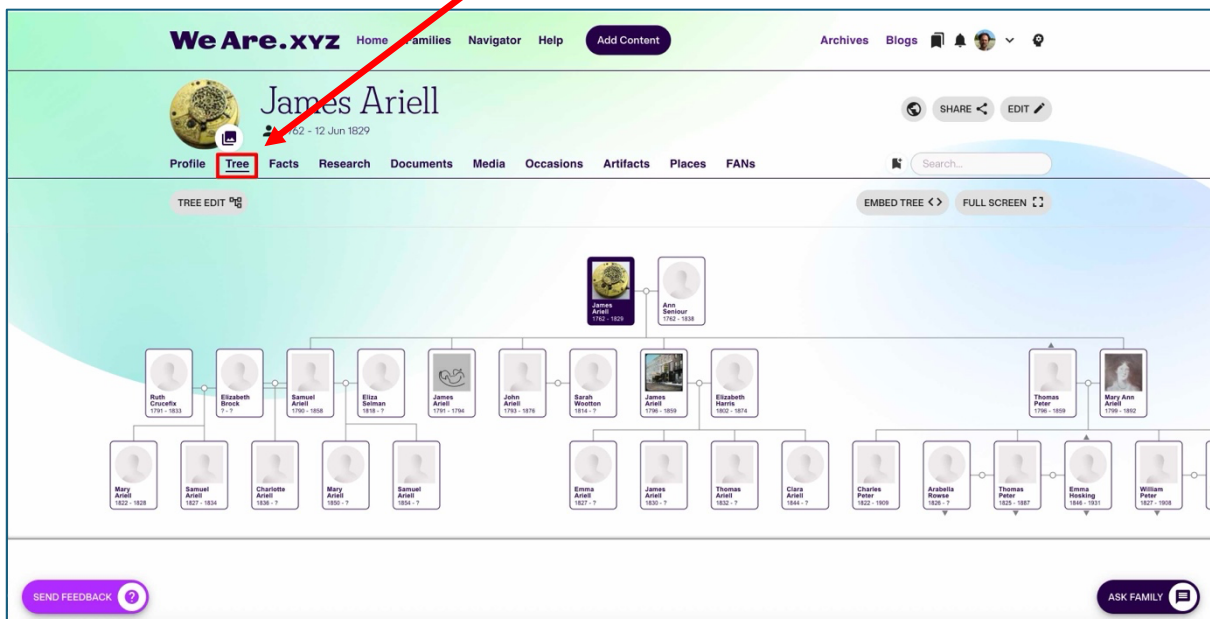 We Are.xyz Home Families Navigator Help Add Content Archives Blogs
James Ariell
1762 - 12 Jun 1829
SHARE EDIT
Profile Tree Facts Research Documents Media Occasions Artifacts Places FANs Search...
TREE EDIT EMBED TREE FULL SCREEN
James
Ariell
1762 - 1829
Ann
Seniour
1762 - 1838
Ruth
Crucefix
1791 - 1833
Elizabeth
Brock
? - ?
Samuel
Ariell
1790 - 1858
Eliza
Selman
1818 - ?
James
Ariell
1791 - 1794
John
Ariell
1793 - 1876
Sarah
Wootton
1814 - ?
James
Ariell
1796 - 1859
Elizabeth
Harris
1802 - 1874
Thomas
Peter
1796 - 1859
Mary Ann
Ariell
1799 - 1892
Mary
Ariell
1822 - 1828
Samuel
Ariell
1827 - 1834
Charlotte
Ariell
1836 - ?
Mary
Ariell
1850 - ?
Samuel
Ariell
1854 - ?
Emma
Ariell
1827 - ?
James
Ariell
1830 - ?
Thomas
Ariell
1832 - ?
Clara
Ariell
1844 - ?
Charles
Peter
1822 - 1909
Arabella
Rowse
1826 - ?
Thomas
Peter
1825 - 1887
Emma
Hosking
1846 - 1931
William
Peter
1827 - 1908
SEND FEEDBACK ?
ASK FAMILY